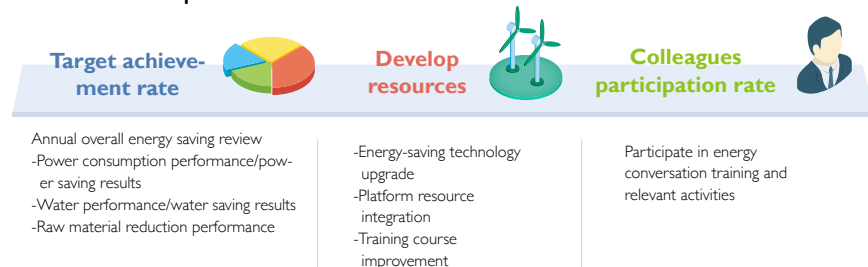 Target achieve-
ment rate
Develop
resources
Colleagues
participation rate
Annual overall energy saving review
-Power consumption performance/pow-
er saving results
-Water performance/water saving results
-Raw material reduction performance
-Energy-saving technology
upgrade
-Platform resource
integration
-Training course
improvement
Participate in energy
conversation training and
relevant activities